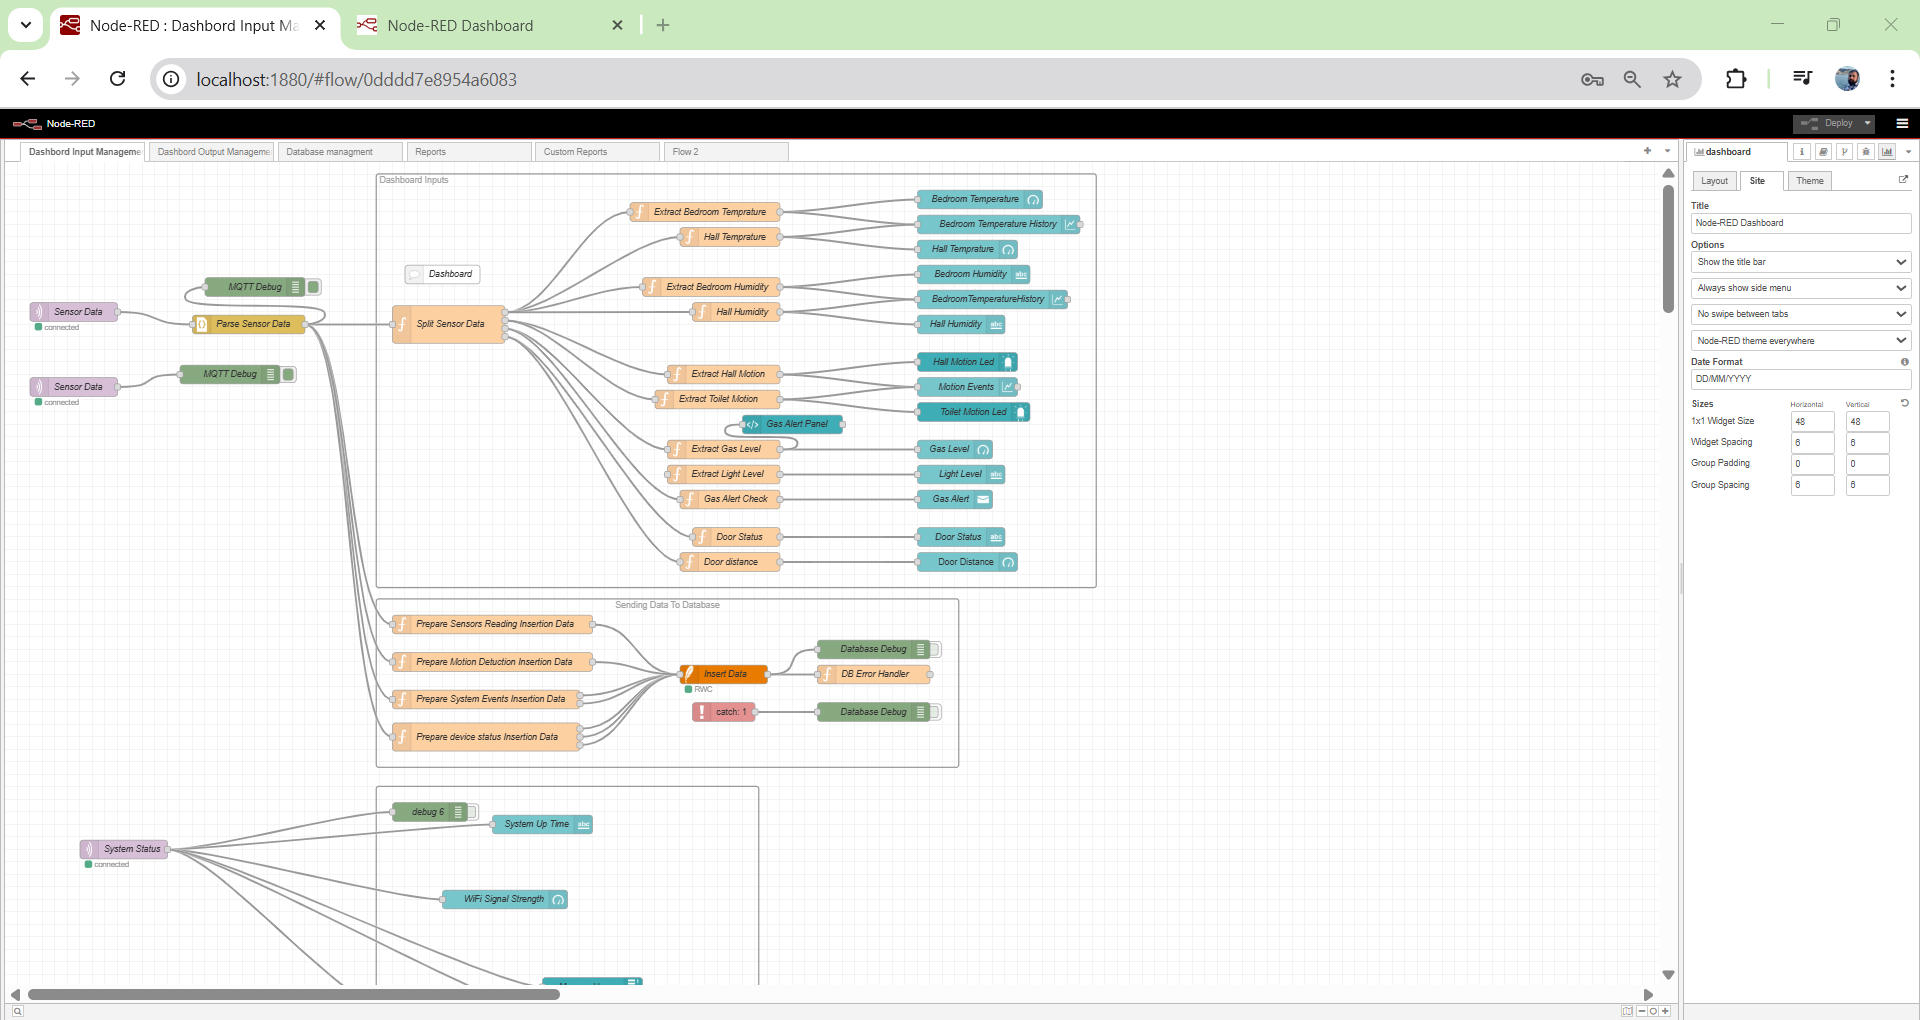 Node-RED : Dashbord Input Ma
Node-RED Dashboard
localhost:1880/#flow/0dddd7e8954a6083
Node-RED
Deploy
Dashbord Input Manageme
Dashbord Output Manageme
Database managment
Reports
Custom Reports
Flow 2
dashboard
Layout
Site
Theme
Title
Node-RED Dashboard
Options
Show the title bar
Always show side menu
No swipe between tabs
Node-RED theme everywhere
Date Format
DD/MM/YYYY
Sizes
Horizontal
Vertical
1x1 Widget Size
48
48
Widget Spacing
6
6
Group Padding
0
0
Group Spacing
6
6
Dashboard Inputs
Extract Bedroom Temprature
Bedroom Temperature
Bedroom Temperature History
Hall Temprature
Hall Temprature
Dashboard
Bedroom Humidity
abc
MQTT Debug
Extract Bedroom Humidity
BedroomTemperatureHistory
Sensor Data
connected
Hall Humidity
Parse Sensor Data
Split Sensor Data
Hall Humidity
abc
Hall Motion Led
MQTT Debug
Extract Hall Motion
Sensor Data
connected
Motion Events
Extract Toilet Motion
Toilet Motion Led
Gas Alert Panel
Extract Gas Level
Gas Level
Extract Light Level
Light Level
abc
Gas Alert Check
Gas Alert
Door Status
Door Status
abc
Door distance
Door Distance
Sending Data To Database
Prepare Sensors Reading Insertion Data
Database Debug
Prepare Motion Detuction Insertion Data
Insert Data
RWC
DB Error Handler
Prepare System Events Insertion Data
catch: 1
Database Debug
Prepare device status Insertion Data
debug 6
System Up Time
abc
System Status
connected
WiFi Signal Strength